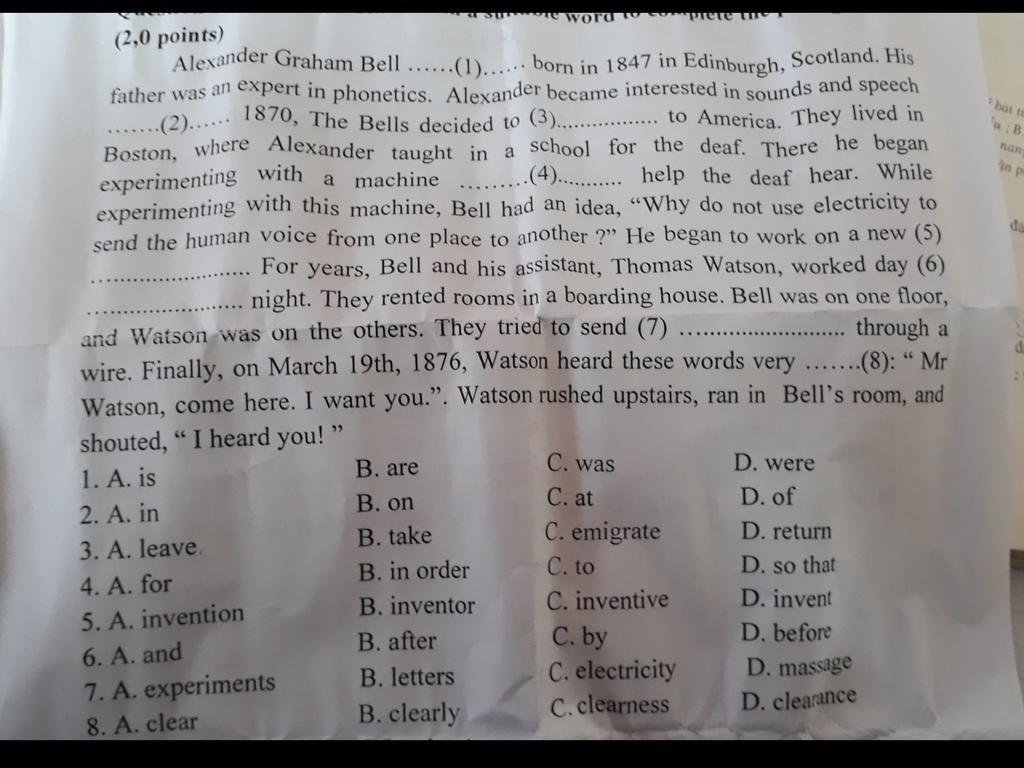 a suitable word to complete the
(2,0 points)
Alexander Graham Bell ......(1)...... born in 1847 in Edinburgh, Scotland. His
father was an expert in phonetics. Alexander became interested in sounds and speech
.......(2)...... 1870, The Bells decided to (3)................ to America. They lived in
Boston, where Alexander taught in a school for the deaf. There he began
experimenting with a machine .........(4)........... help the deaf hear. While
experimenting with this machine, Bell had an idea, “Why do not use electricity to
send the human voice from one place to another ?” He began to work on a new (5)
......................... For years, Bell and his assistant, Thomas Watson, worked day (6)
......................... night. They rented rooms in a boarding house. Bell was on one floor,
and Watson was on the others. They tried to send (7) .......................... through a
wire. Finally, on March 19th, 1876, Watson heard these words very .......(8): “ Mr
Watson, come here. I want you.”. Watson rushed upstairs, ran in Bell’s room, and
shouted, “ I heard you! ”
1. A. is B. are C. was D. were
2. A. in B. on C. at D. of
3. A. leave B. take C. emigrate D. return
4. A. for B. in order C. to D. so that
5. A. invention B. inventor C. inventive D. invent
6. A. and B. after C. by D. before
7. A. experiments B. letters C. electricity D. massage
8. A. clear B. clearly C. clearness D. clearance